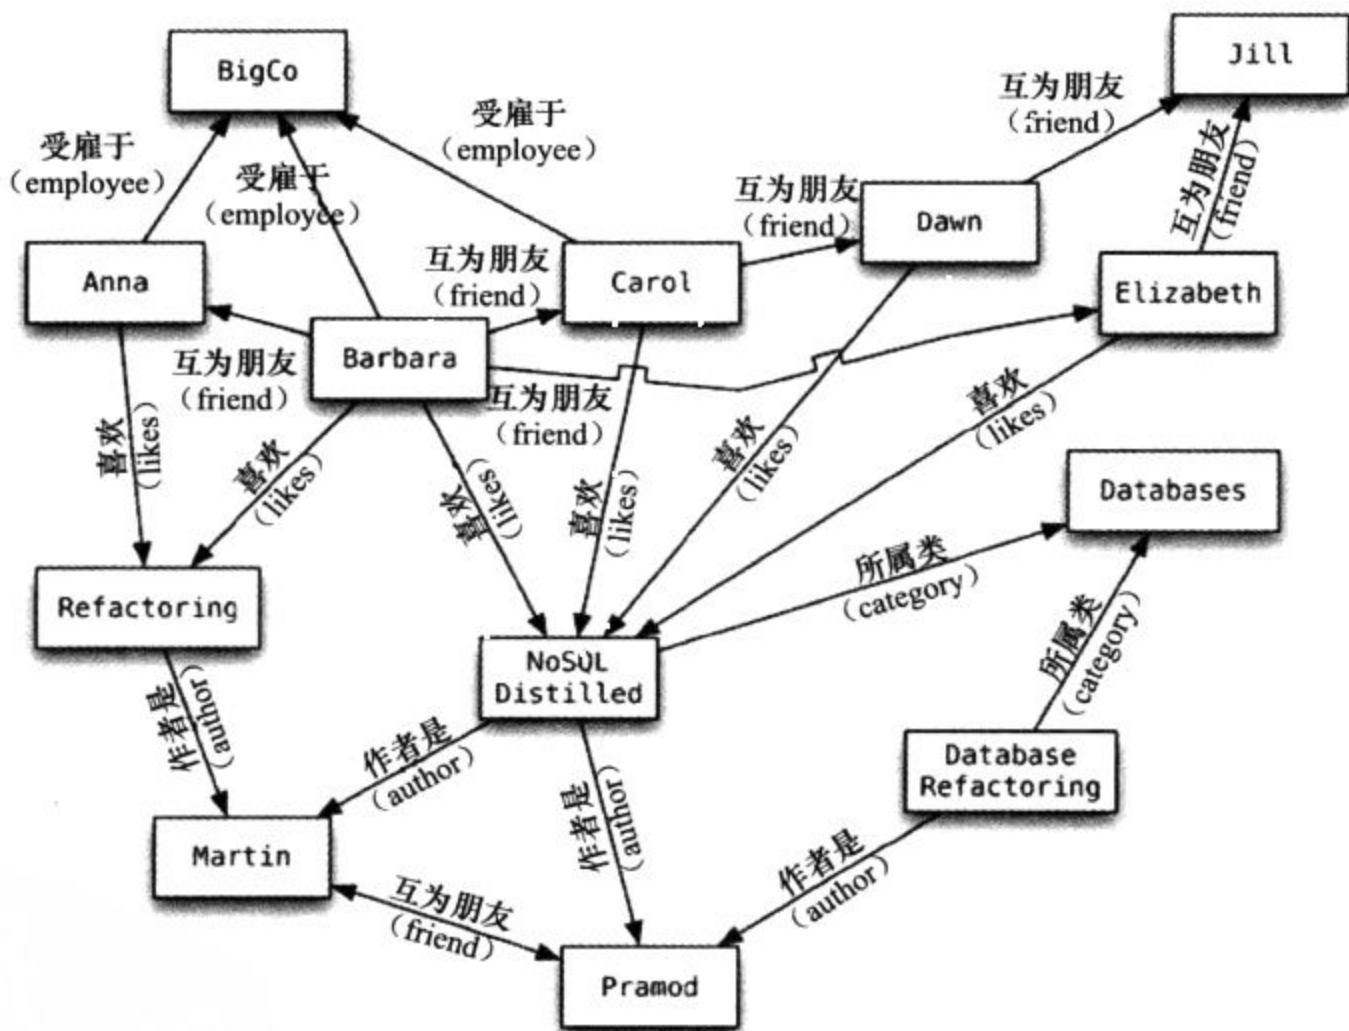 BigCo
Jill
互为朋友
(friend)
受雇于
(employee)
受雇于
(employee)
受雇于
(employee)
互为朋友
(friend)
互为朋友
(friend)
Dawn
Anna
互为朋友
(friend)
Carol
Elizabeth
Barbara
互为朋友
(friend)
互为朋友
(friend)
喜欢
(likes)
喜欢
(likes)
喜欢
(likes)
喜欢
(likes)
喜欢
(likes)
喜欢
(likes)
Databases
所属类
(category)
Refactoring
NoSQL
Distilled
所属类
(category)
作者是
(author)
作者是
(author)
作者是
(author)
Database
Refactoring
Martin
作者是
(author)
互为朋友
(friend)
Pramod